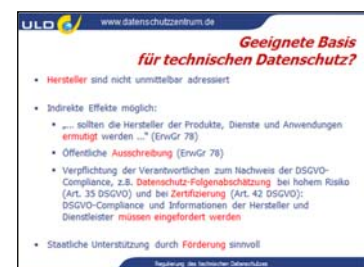 ULD
www.datenschutzzentrum.de
Geeignete Basis
für technischen Datenschutz?
• Hersteller sind nicht unmittelbar adressiert
• Indirekte Effekte möglich:
▪ „... sollten die Hersteller der Produkte, Dienste und Anwendungen
ermutigt werden ...“ (ErwGr 78)
▪ Öffentliche Ausschreibung (ErwGr 78)
▪ Verpflichtung der Verantwortlichen zum Nachweis der DSGVO-
Compliance, z.B. Datenschutz-Folgenabschätzung bei hohem Risiko
(Art. 35 DSGVO) und bei Zertifizierung (Art. 42 DSGVO):
DSGVO-Compliance und Informationen der Hersteller und
Dienstleister müssen eingefordert werden
• Staatliche Unterstützung durch Förderung sinnvoll
Regulierung des technischen Datenschutzes